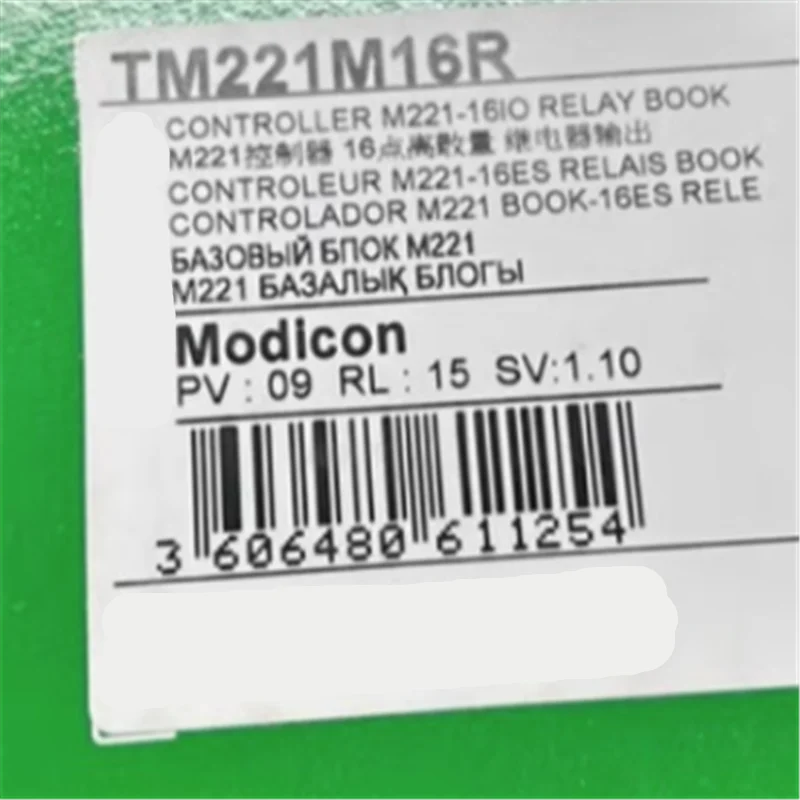 TM221M16R
CONTROLLER M221-16IO RELAY BOOK
M221控制器 16点离散量 继电器输出
CONTROLEUR M221-16ES RELAIS BOOK
CONTROLADOR M221 BOOK-16ES RELE
БАЗОВЫЙ БЛОК M221
M221 БАЗАЛЫҚ БЛОГЫ
Modicon
PV : 09 RL : 15 SV:1.10
3 606480 611254